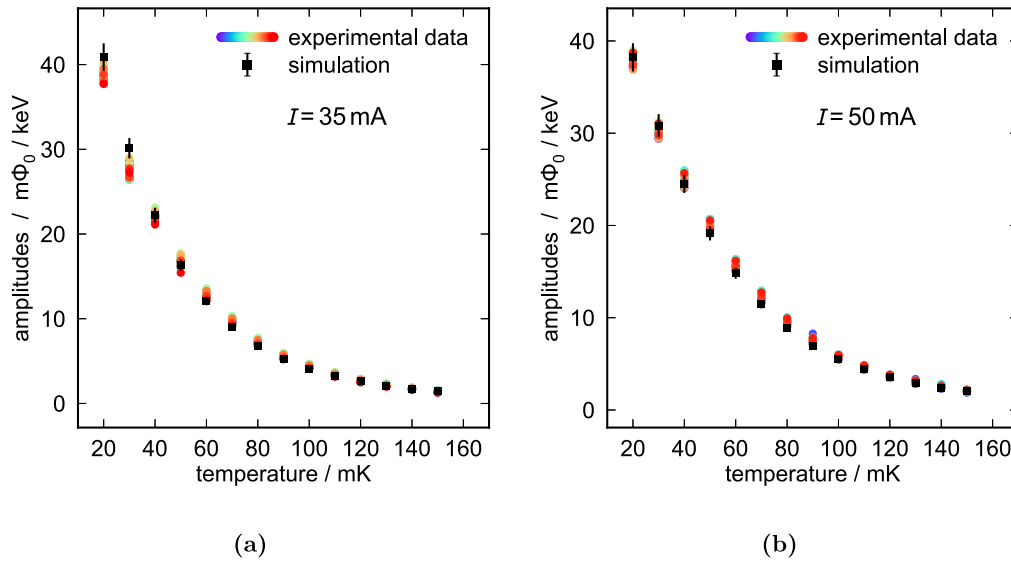 experimental data
simulation
I = 35 mA
amplitudes / mΦ₀ / keV
40
30
20
10
0
20 40 60 80 100 120 140 160
temperature / mK
(a)
experimental data
simulation
I = 50 mA
amplitudes / mΦ₀ / keV
40
30
20
10
0
20 40 60 80 100 120 140 160
temperature / mK
(b)